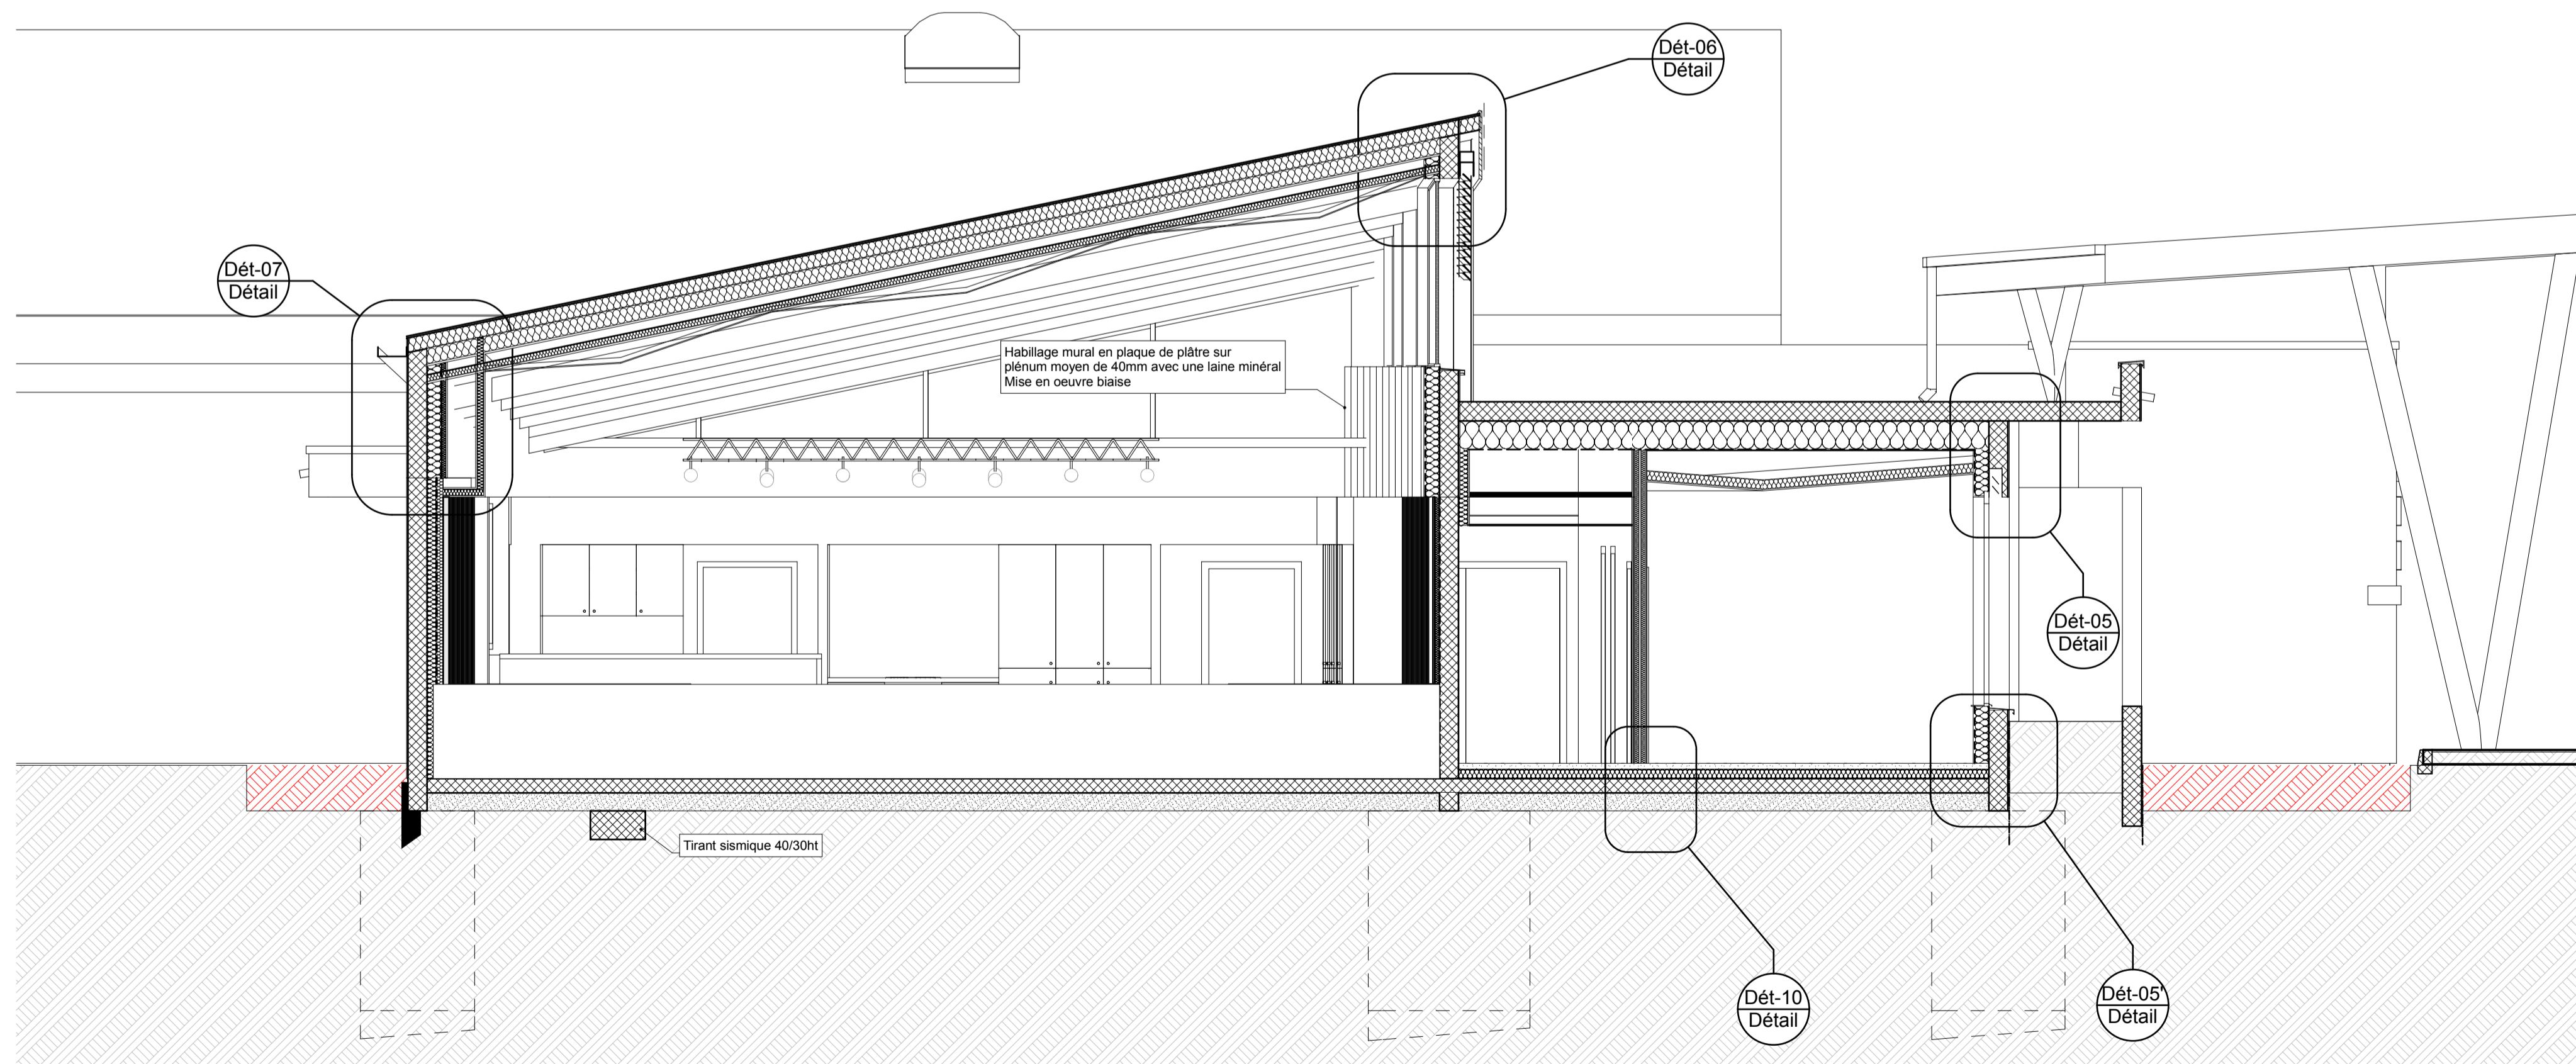 Dét-06
Détail
Dét-07
Détail
Habillage mural en plaque de plâtre sur
plénum moyen de 40mm avec une laine minéral
Mise en oeuvre biaise
Dét-05
Détail
Tirant sismique 40/30ht
Dét-10
Détail
Dét-05'
Détail